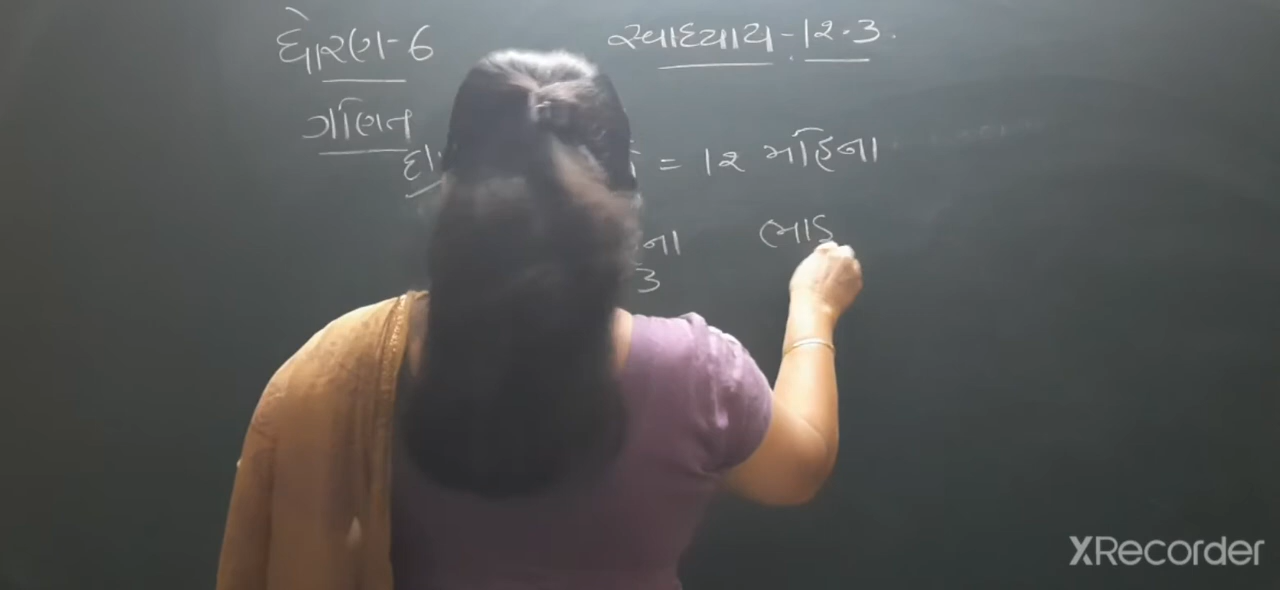 ધોરણ-6 સ્વાધ્યાય-12.3.
ગણિત
= 12 મહિના
ના ભાડ
3
XRecorder